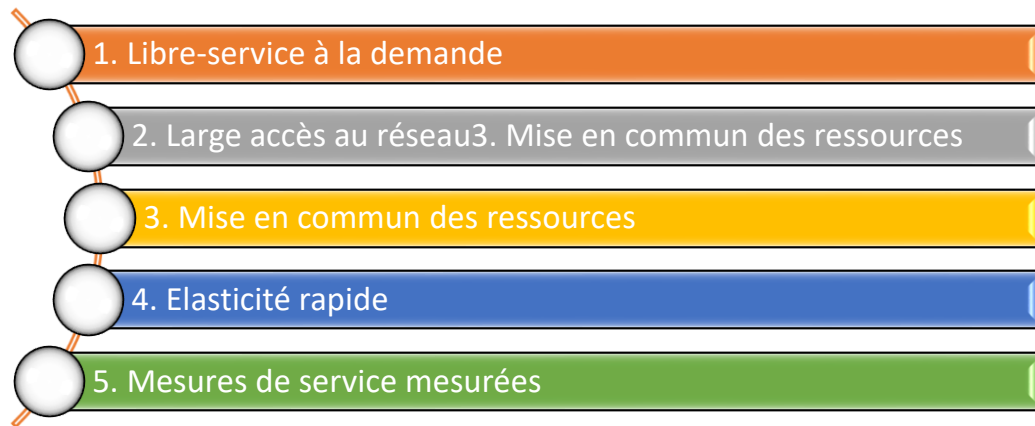 1. Libre-service à la demande
2. Large accès au réseau3. Mise en commun des ressources
3. Mise en commun des ressources
4. Elasticité rapide
5. Mesures de service mesurées